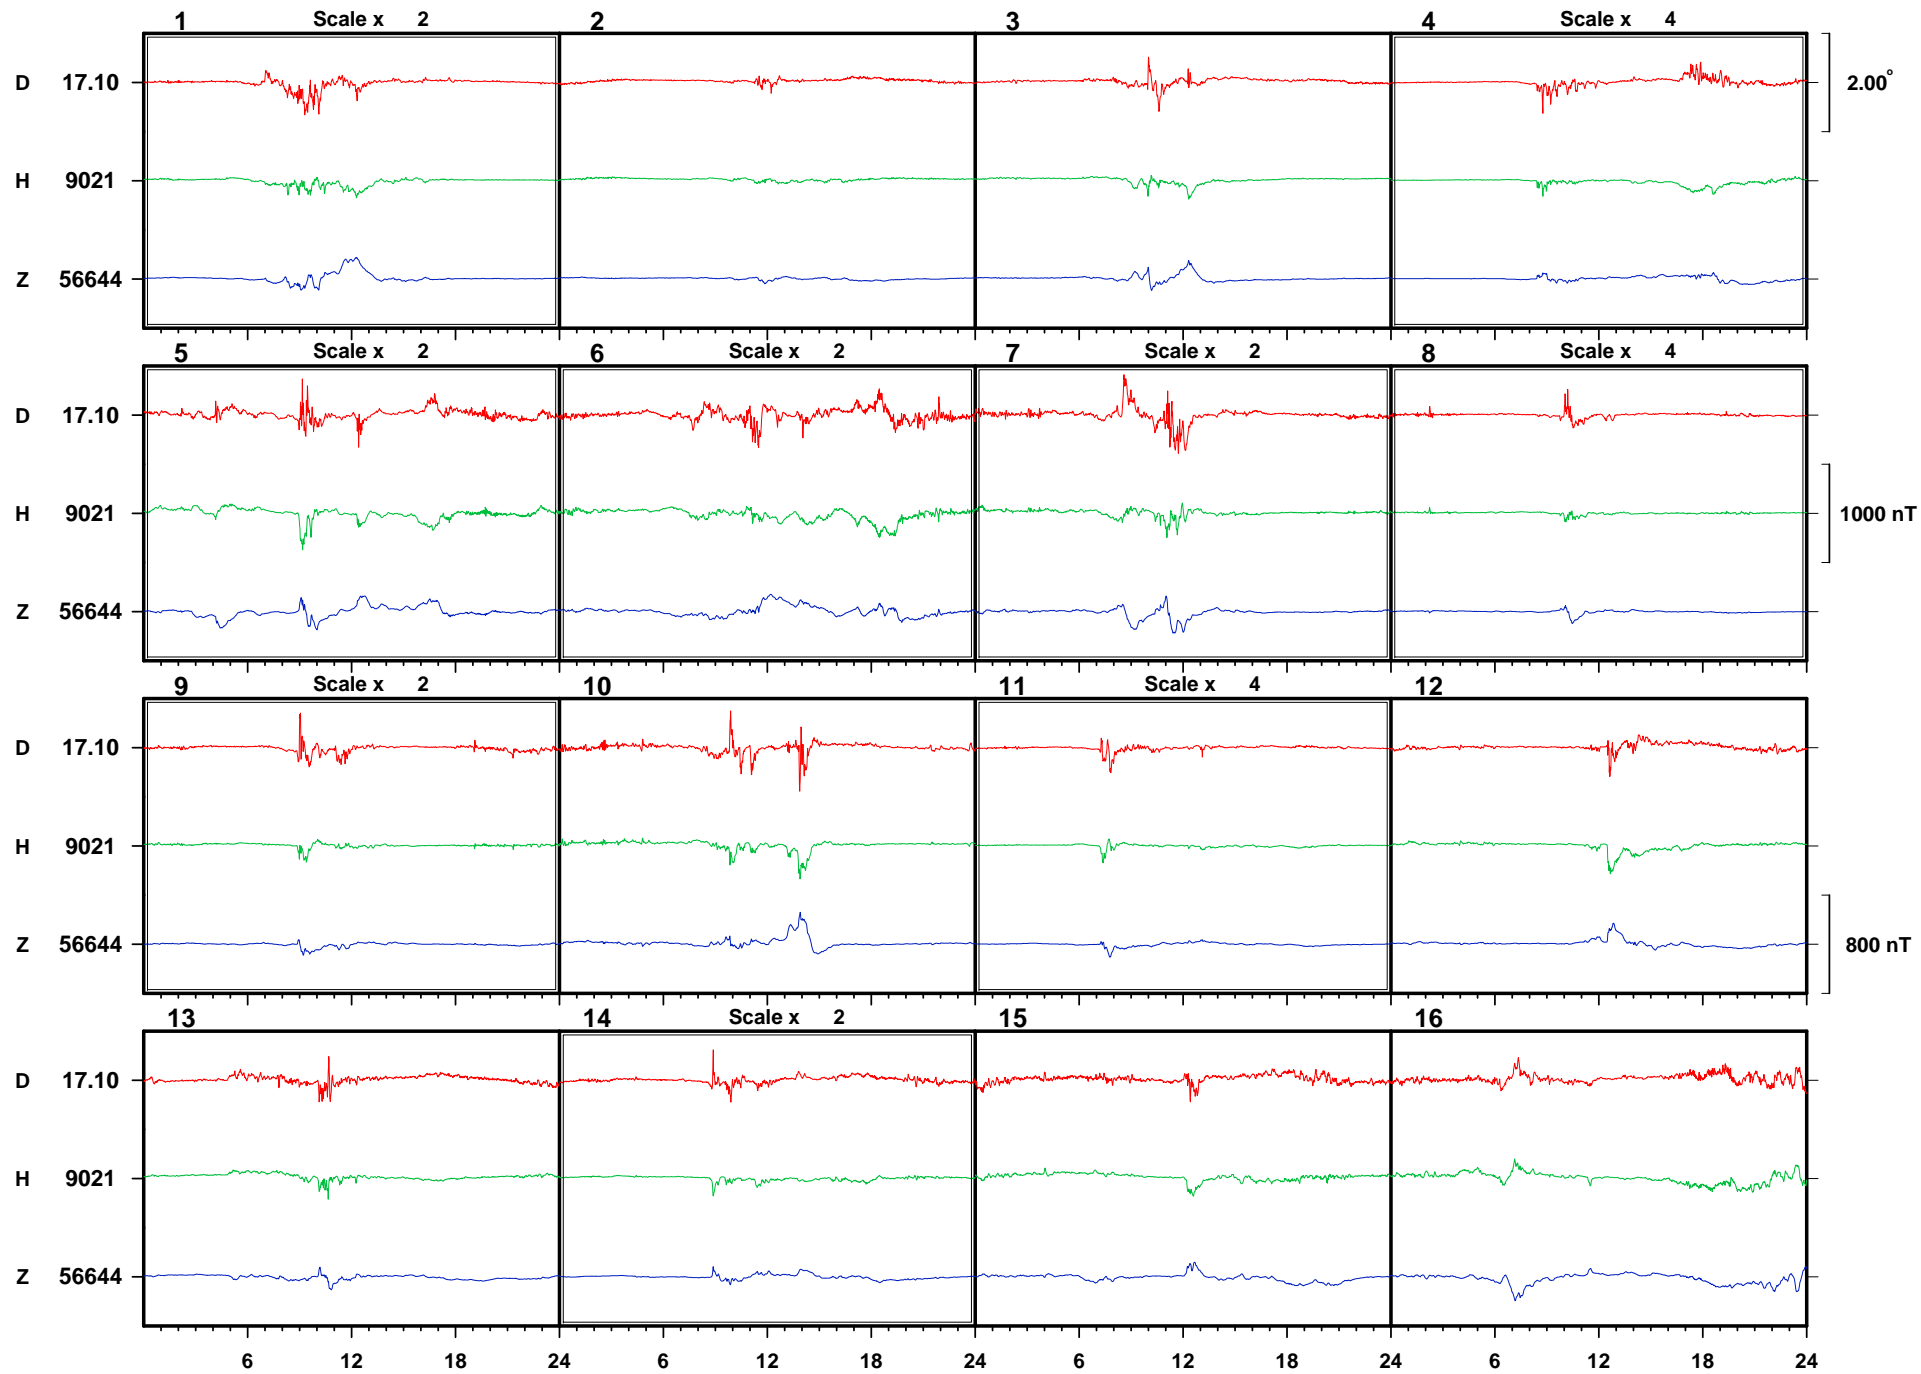 1 Scale x 2 2 3 4 Scale x 4
D 17.10 2.00°
H 9021
Z 56644
5 Scale x 2 6 Scale x 2 7 Scale x 2 8 Scale x 4
D 17.10
H 9021 1000 nT
Z 56644
9 Scale x 2 10 11 Scale x 4 12
D 17.10
H 9021
Z 56644 800 nT
13 14 Scale x 2 15 16
D 17.10
H 9021
Z 56644
6 12 18 24 6 12 18 24 6 12 18 24 6 12 18 24